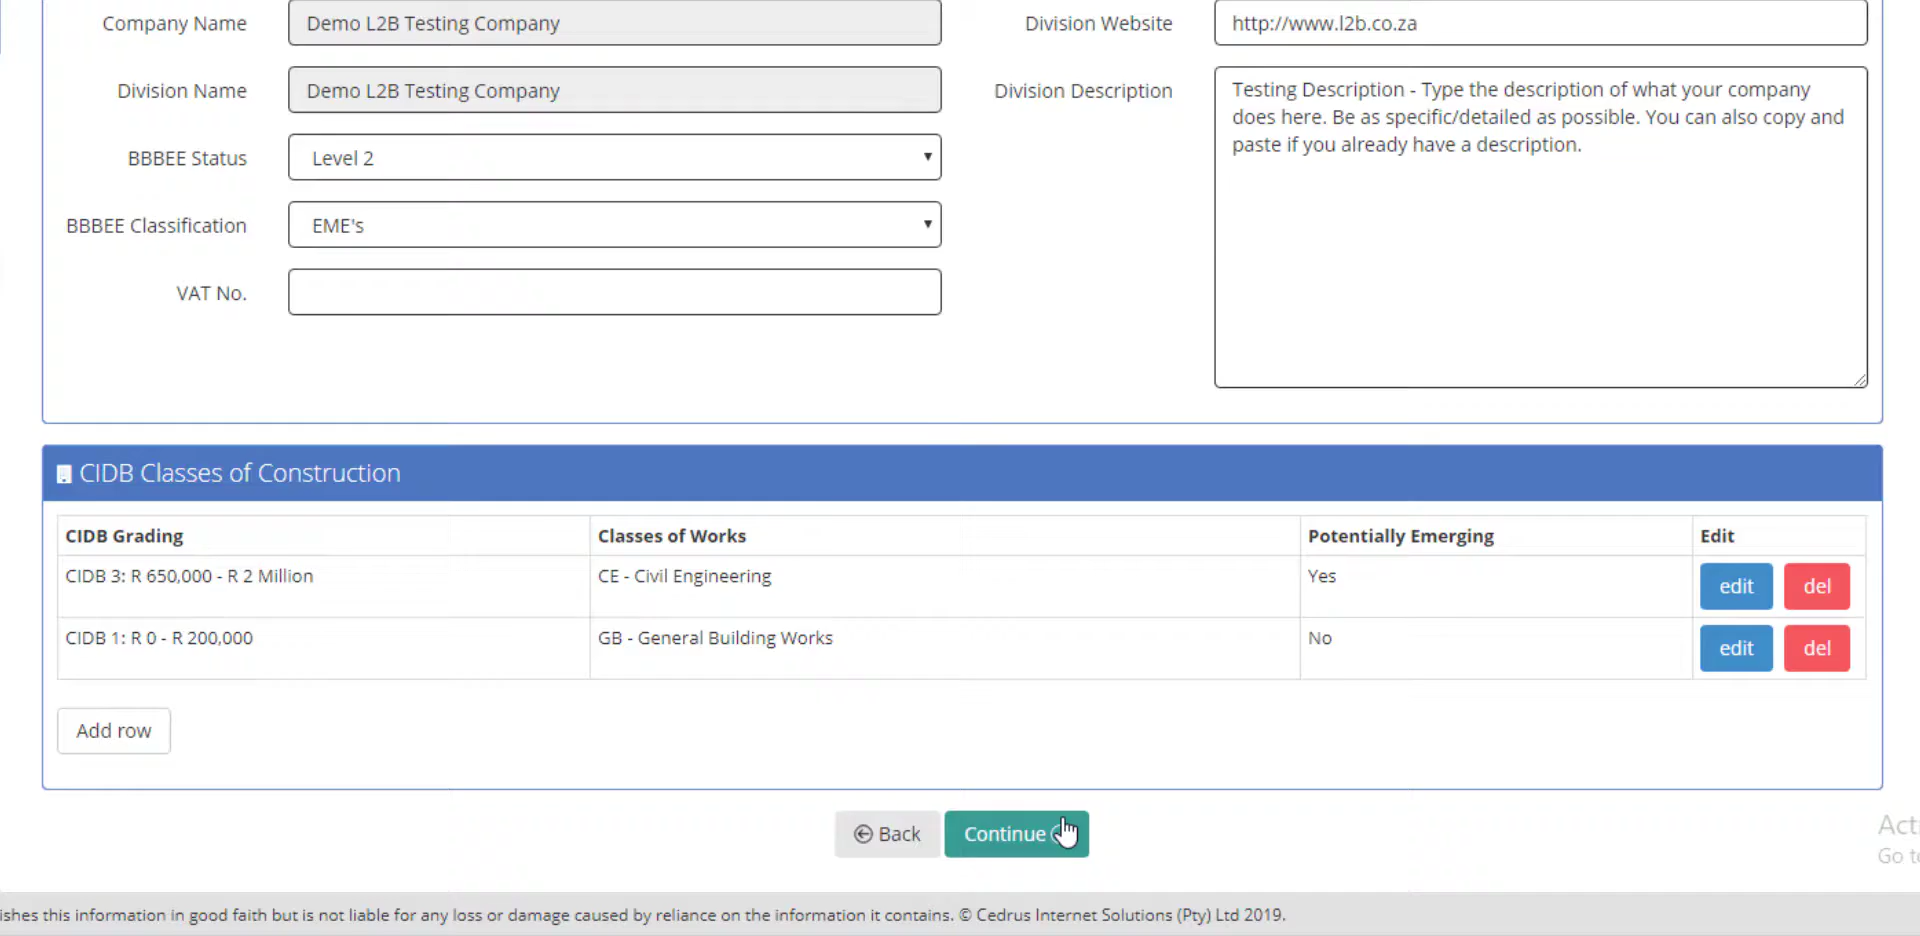 Company Name
Demo L2B Testing Company
Division Website
http://www.l2b.co.za
Division Name
Demo L2B Testing Company
Division Description
Testing Description - Type the description of what your company
does here. Be as specific/detailed as possible. You can also copy and
paste if you already have a description.
BBBEE Status
Level 2
BBBEE Classification
EME's
VAT No.
CIDB Classes of Construction
CIDB Grading
Classes of Works
Potentially Emerging
Edit
CIDB 3: R 650,000 - R 2 Million
CE - Civil Engineering
Yes
edit
del
CIDB 1: R 0 - R 200,000
GB - General Building Works
No
edit
del
Add row
Back
Continue
Go
this information in good faith but is not liable for any loss or damage caused by reliance on the information it contains. © Cedrus Internet Solutions (Pty) Ltd 2019.